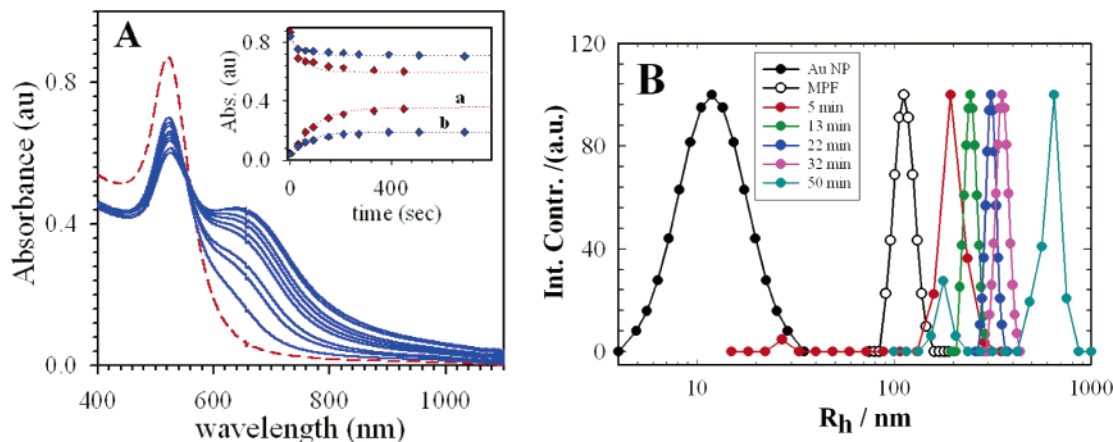 A
Absorbance (au)
0.8
0.4
0.0
400
600
800
1000
wavelength (nm)
Abs. (au)
0.8
0.4
0.0
a
b
0
400
time (sec)
B
Int. Contr. /(a.u.)
120
80
40
0
Au NP
MPF
5 min
13 min
22 min
32 min
50 min
10
100
1000
Rh / nm